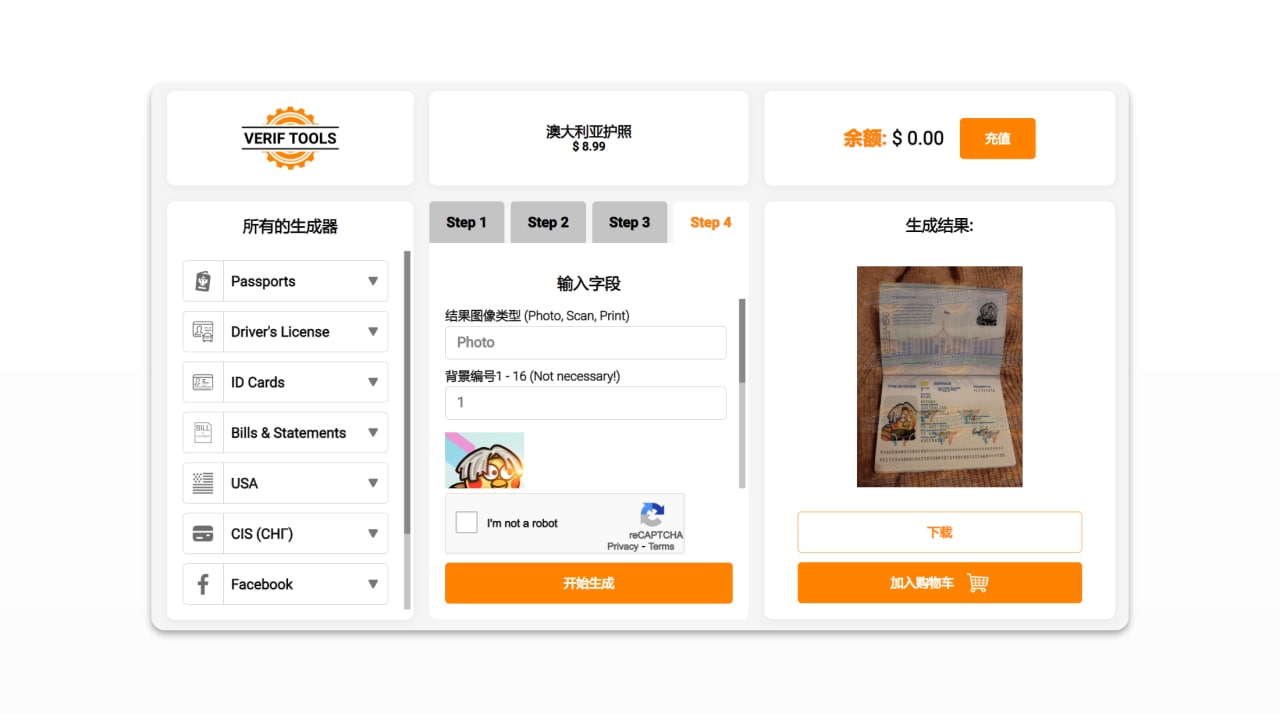 VERIF TOOLS
澳大利亚护照
$ 8.99
余额: $ 0.00
充值
所有的生成器
Passports
Driver's License
ID Cards
BILL
Bills & Statements
USA
CIS (СНГ)
Facebook
Step 1
Step 2
Step 3
Step 4
输入字段
结果图像类型 (Photo, Scan, Print)
Photo
背景编号1 - 16 (Not necessary!)
1
I'm not a robot
reCAPTCHA
Privacy - Terms
开始生成
生成结果:
下载
加入购物车